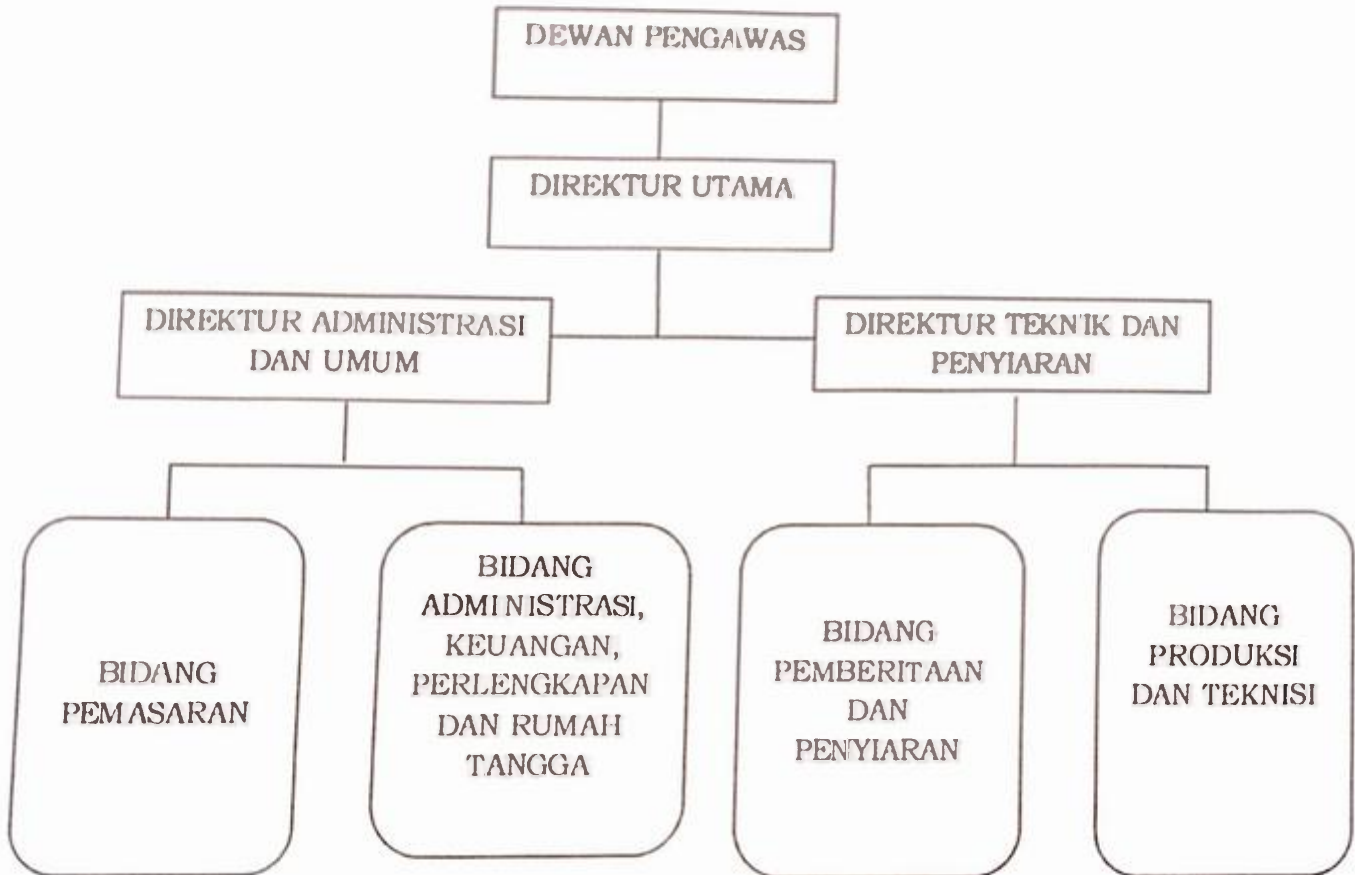 DEWAN PENGAWAS
DIREKTUR UTAMA
DIREKTUR ADMINISTRASI
DAN UMUM
DIREKTUR TEKNIK DAN
PENYIARAN
BIDANG
PEMASARAN
BIDANG
ADMINISTRASI,
KEUANGAN,
PERLENGKAPAN
DAN RUMAH
TANGGA
BIDANG
PEMBERITAAN
DAN
PENYIARAN
BIDANG
PRODUKSI
DAN TEKNISI